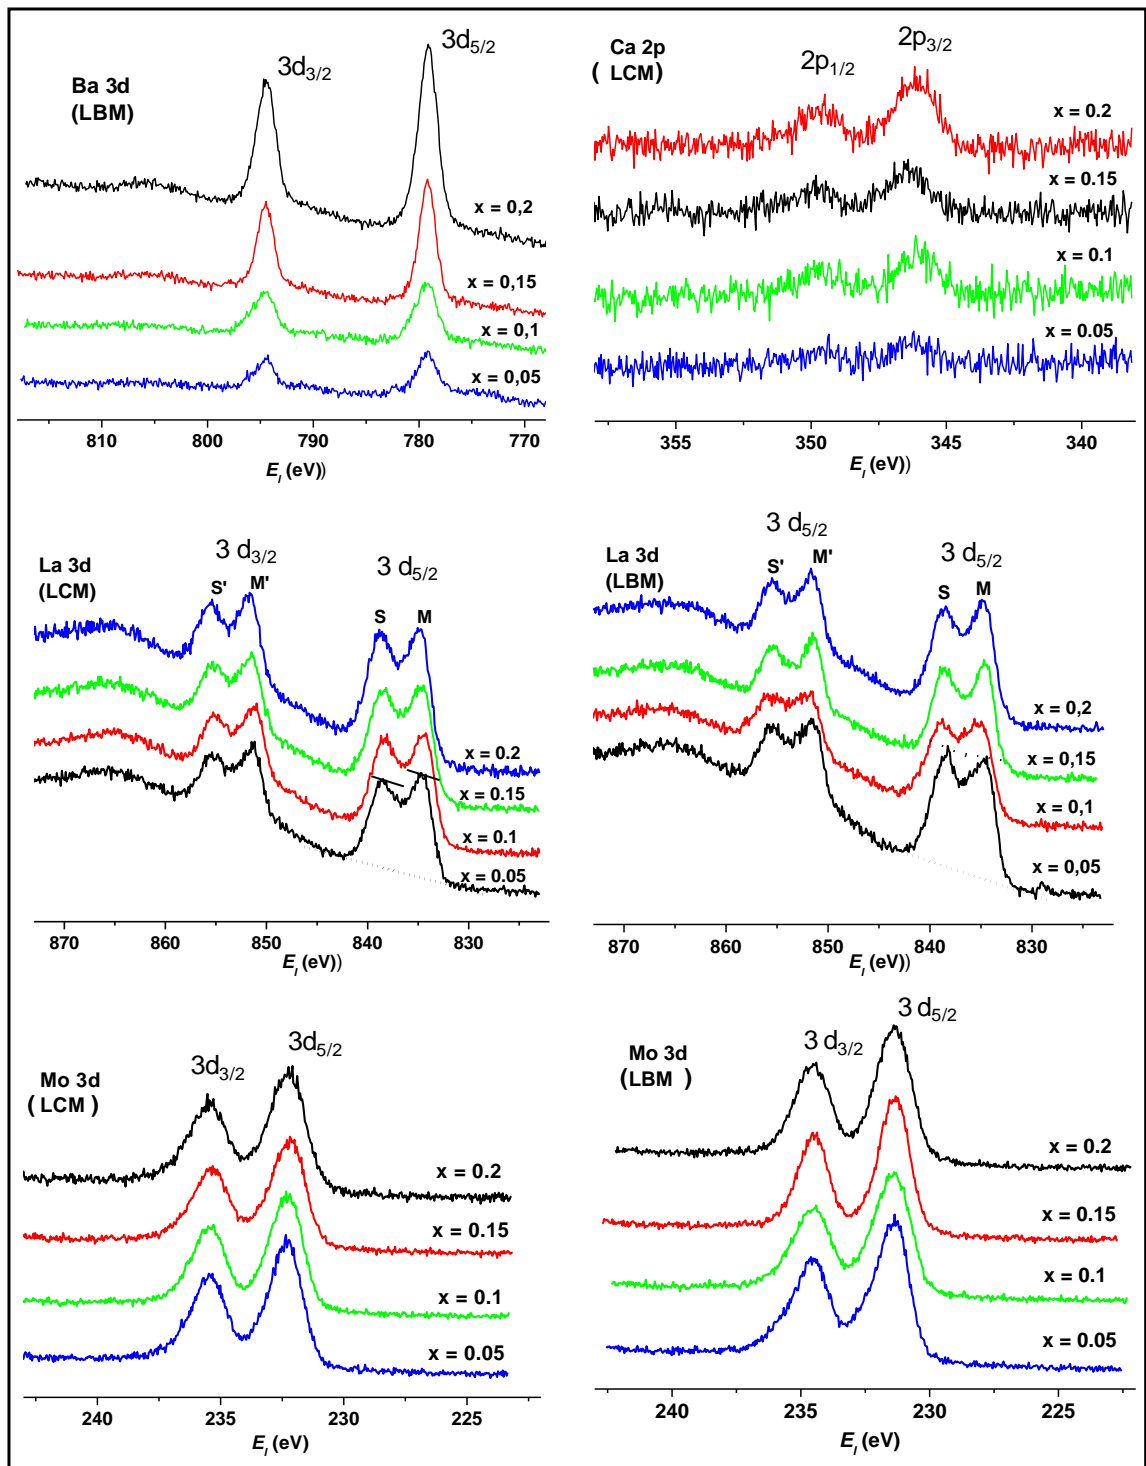 Ba 3d
(LBM)
3d3/2
3d5/2
x = 0,2
x = 0,15
x = 0,1
x = 0,05
810 800 790 780 770
EI (eV))
Ca 2p
( LCM)
2p1/2
2p3/2
x = 0.2
x = 0.15
x = 0.1
x = 0.05
355 350 345 340
EI (eV))
La 3d
(LCM)
3 d3/2
3 d5/2
S' M'
S M
x = 0.2
x = 0.15
x = 0.1
x = 0.05
870 860 850 840 830
EI (eV))
La 3d
(LBM)
3 d5/2
3 d5/2
S' M'
S M
x = 0,2
x = 0,15
x = 0,1
x = 0,05
870 860 850 840 830
EI (eV))
Mo 3d
( LCM )
3d3/2
3d5/2
x = 0.2
x = 0.15
x = 0.1
x = 0.05
240 235 230 225
EI (eV)
Mo 3d
(LBM )
3 d3/2
3 d5/2
x = 0.2
x = 0.15
x = 0.1
x = 0.05
240 235 230 225
EI (eV)